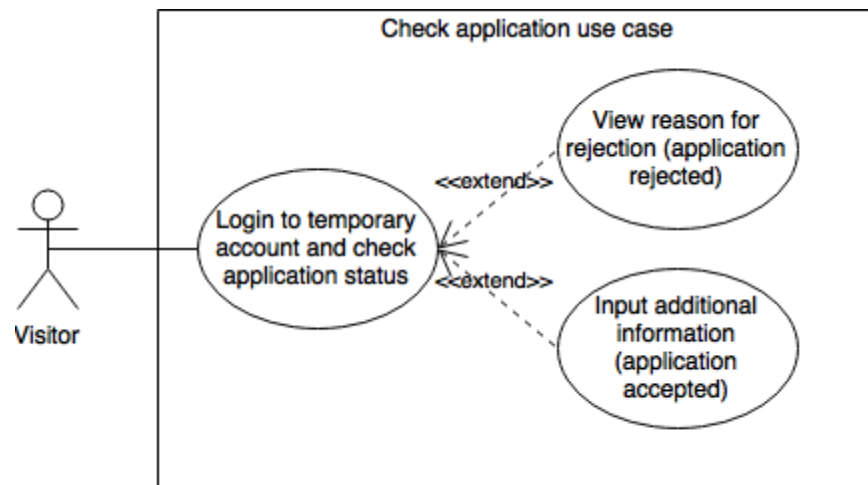 Check application use case
View reason for
rejection (application
rejected)
<<extend>>
Login to temporary
account and check
application status
<<extend>>
Input additional
information
(application
accepted)
Visitor